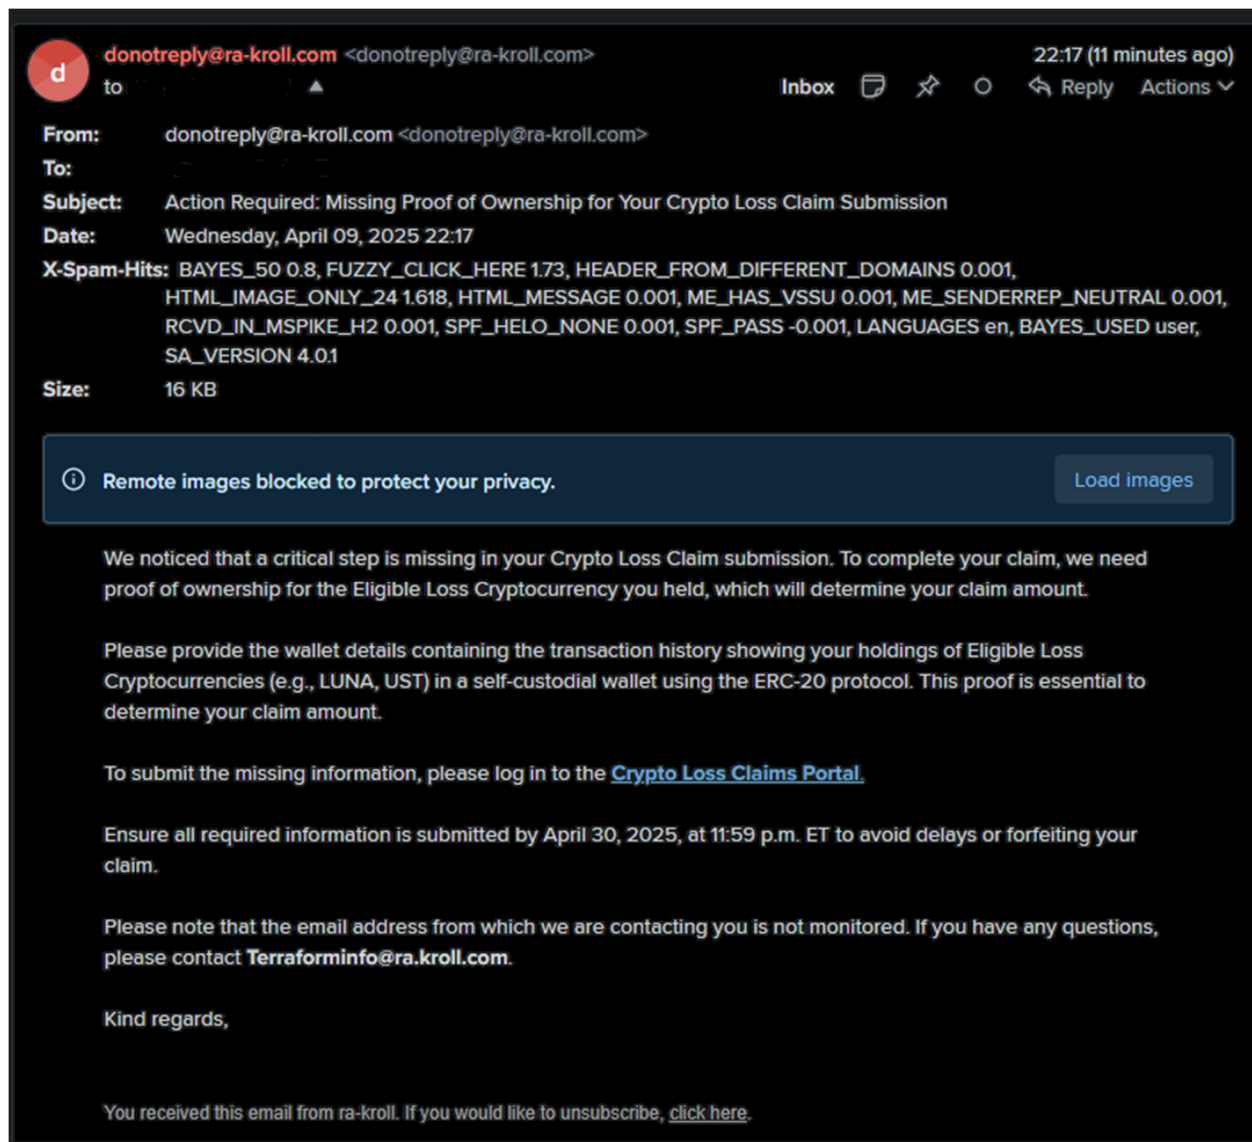 d
donotreply@ra-kroll.com <donotreply@ra-kroll.com>
22:17 (11 minutes ago)
to
Inbox
Reply
Actions
From: donotreply@ra-kroll.com <donotreply@ra-kroll.com>
To:
Subject: Action Required: Missing Proof of Ownership for Your Crypto Loss Claim Submission
Date: Wednesday, April 09, 2025 22:17
X-Spam-Hits: BAYES_50 0.8, FUZZY_CLICK_HERE 1.73, HEADER_FROM_DIFFERENT_DOMAINS 0.001,
HTML_IMAGE_ONLY_24 1.618, HTML_MESSAGE 0.001, ME_HAS_VSSU 0.001, ME_SENDERREP_NEUTRAL 0.001,
RCVD_IN_MSPIKE_H2 0.001, SPF_HELO_NONE 0.001, SPF_PASS -0.001, LANGUAGES en, BAYES_USED user,
SA_VERSION 4.0.1
Size: 16 KB
Remote images blocked to protect your privacy.
Load images
We noticed that a critical step is missing in your Crypto Loss Claim submission. To complete your claim, we need
proof of ownership for the Eligible Loss Cryptocurrency you held, which will determine your claim amount.
Please provide the wallet details containing the transaction history showing your holdings of Eligible Loss
Cryptocurrencies (e.g., LUNA, UST) in a self-custodial wallet using the ERC-20 protocol. This proof is essential to
determine your claim amount.
To submit the missing information, please log in to the Crypto Loss Claims Portal.
Ensure all required information is submitted by April 30, 2025, at 11:59 p.m. ET to avoid delays or forfeiting your
claim.
Please note that the email address from which we are contacting you is not monitored. If you have any questions,
please contact Terraforminfo@ra.kroll.com.
Kind regards,
You received this email from ra-kroll. If you would like to unsubscribe, click here.